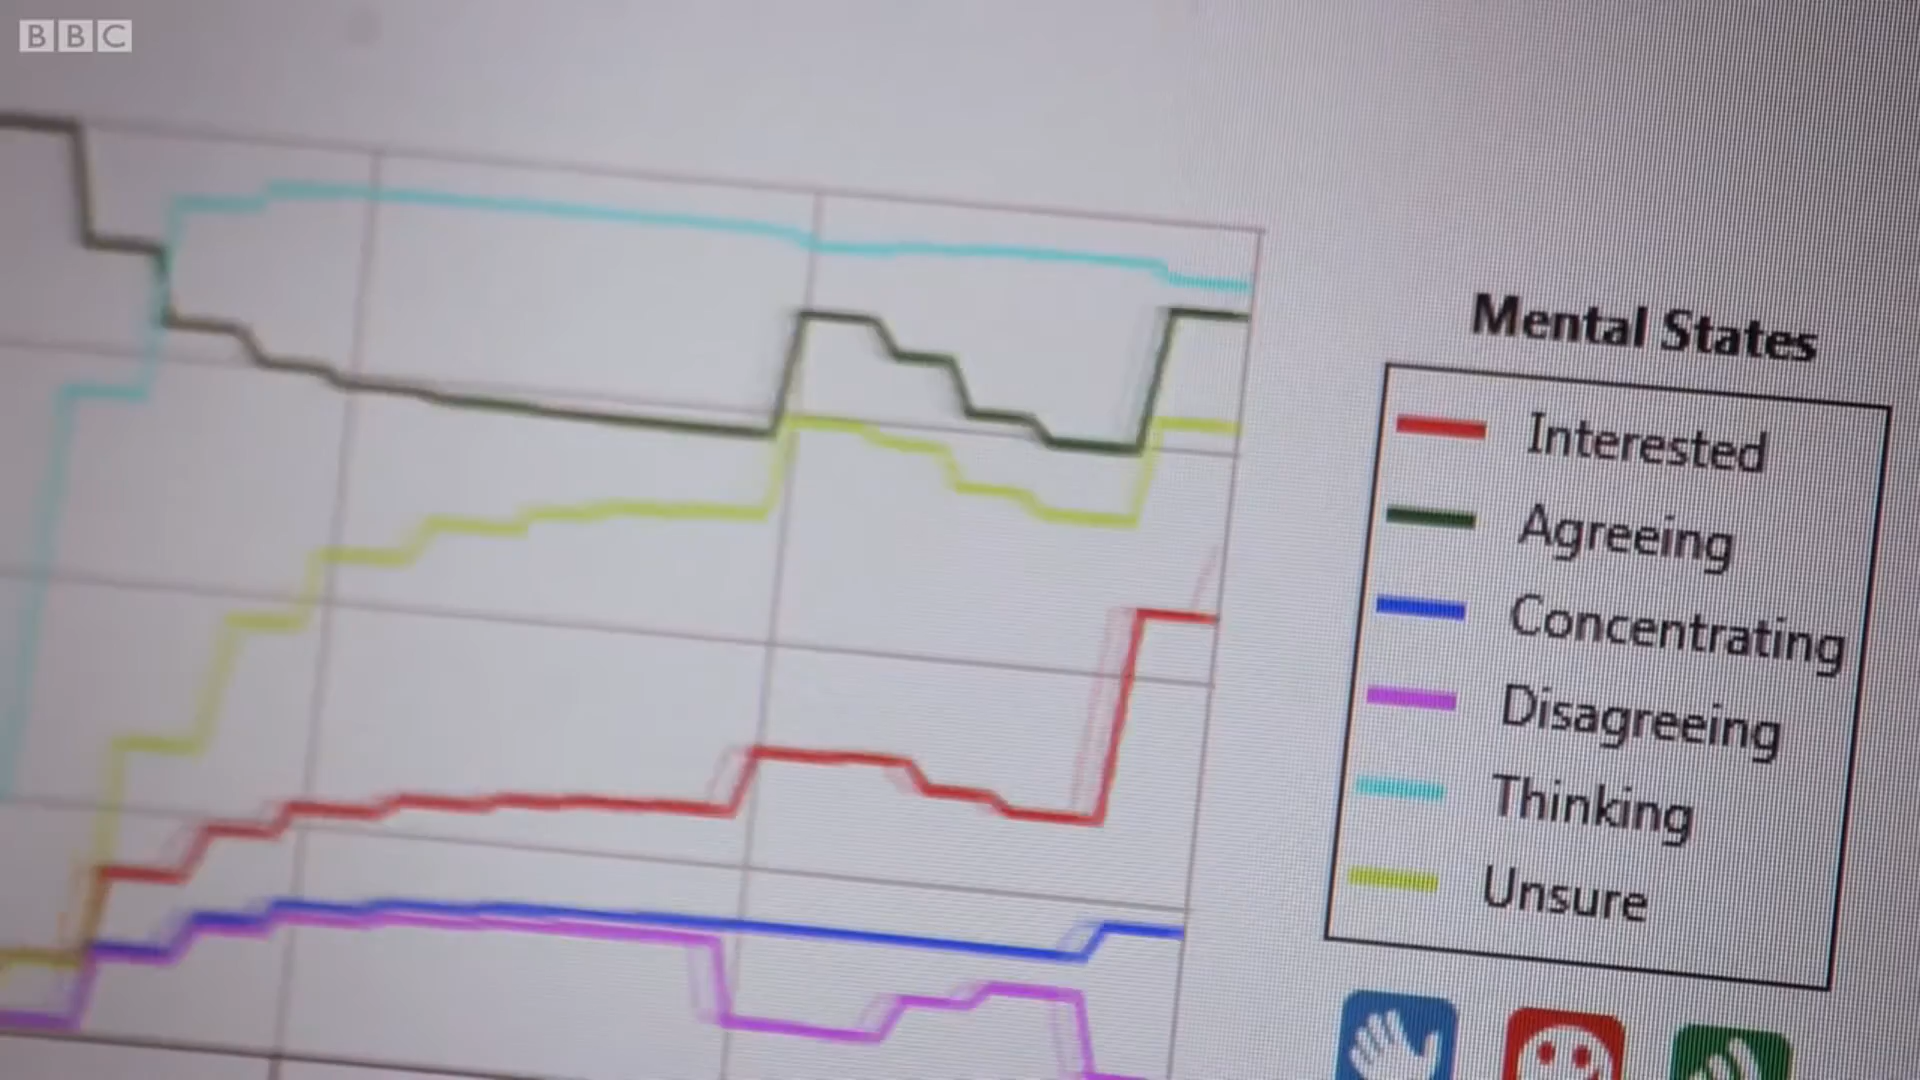 BBC
Mental States
Interested
Agreeing
Concentrating
Disagreeing
Thinking
Unsure